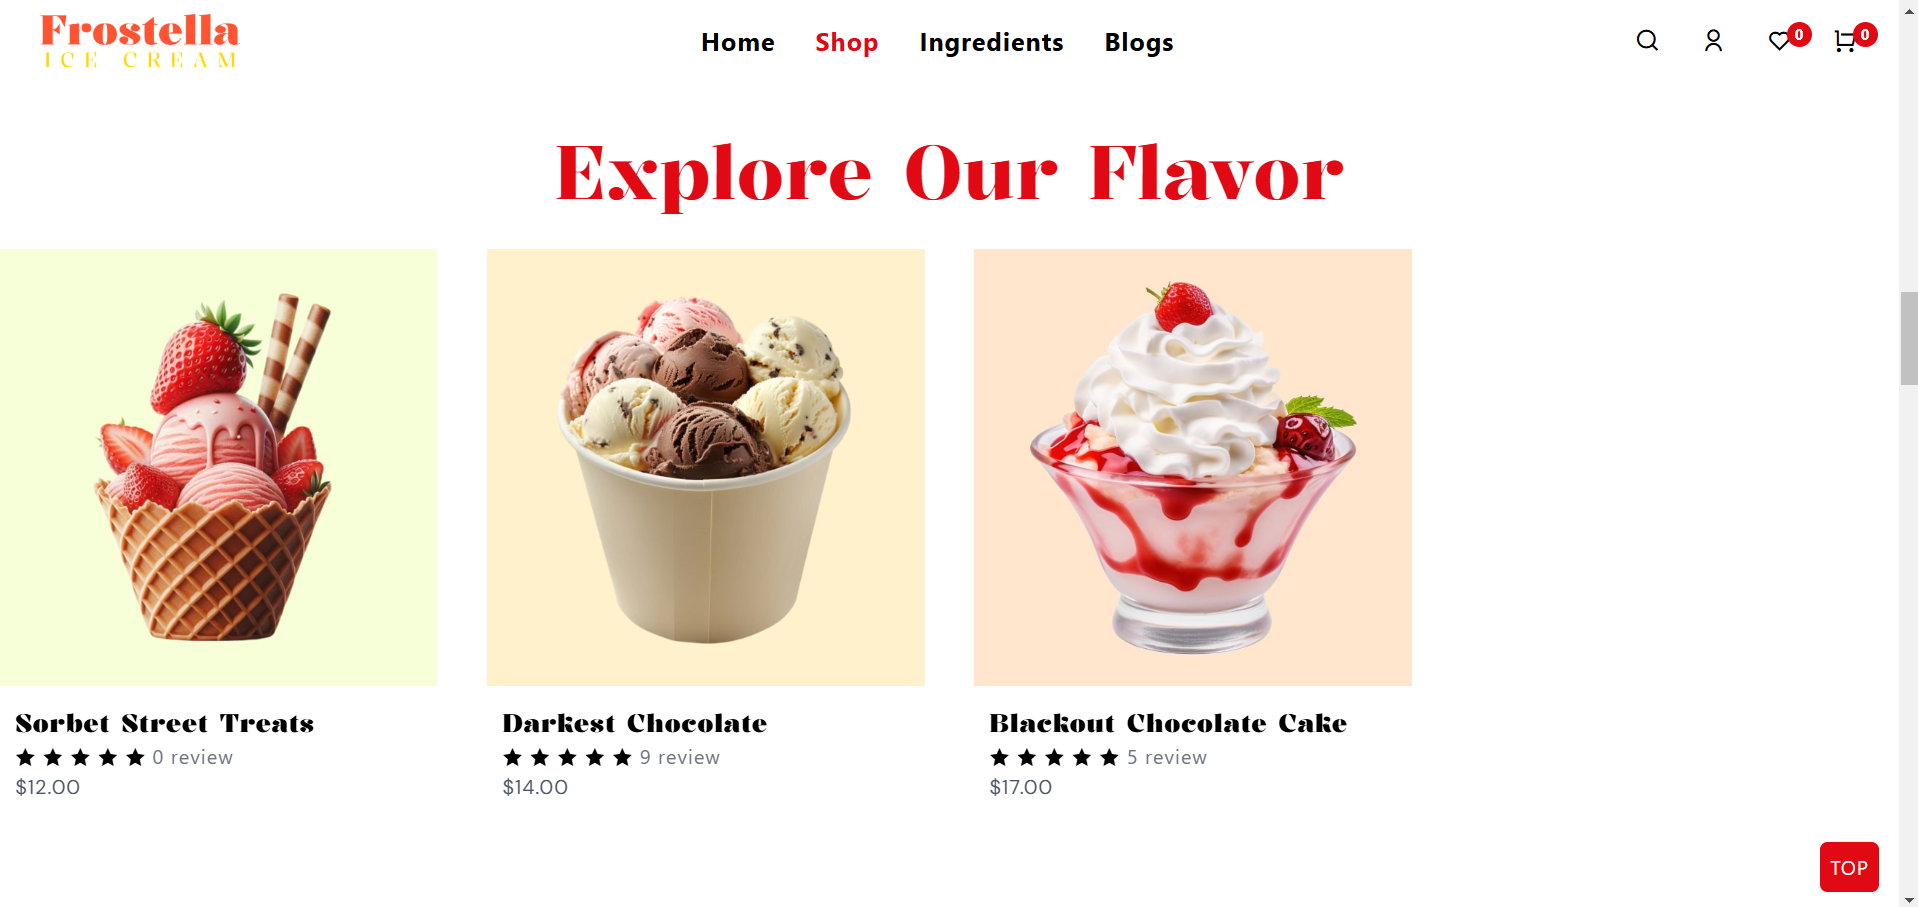 Frostella
ICE CREAM
Home Shop Ingredients Blogs
0 0
Explore Our Flavor
Sorbet Street Treats
0 review
$12.00
Darkest Chocolate
9 review
$14.00
Blackout Chocolate Cake
5 review
$17.00
TOP